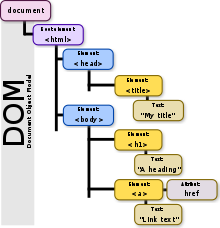 document
Root element
<html>
Element
<head>
Element
<title>
Text
"My title"
Element
<body>
Element
<h1>
Text
"A heading"
Element
<a>
Attribute
href
Text
"Link text"
DOM
Document Object Model